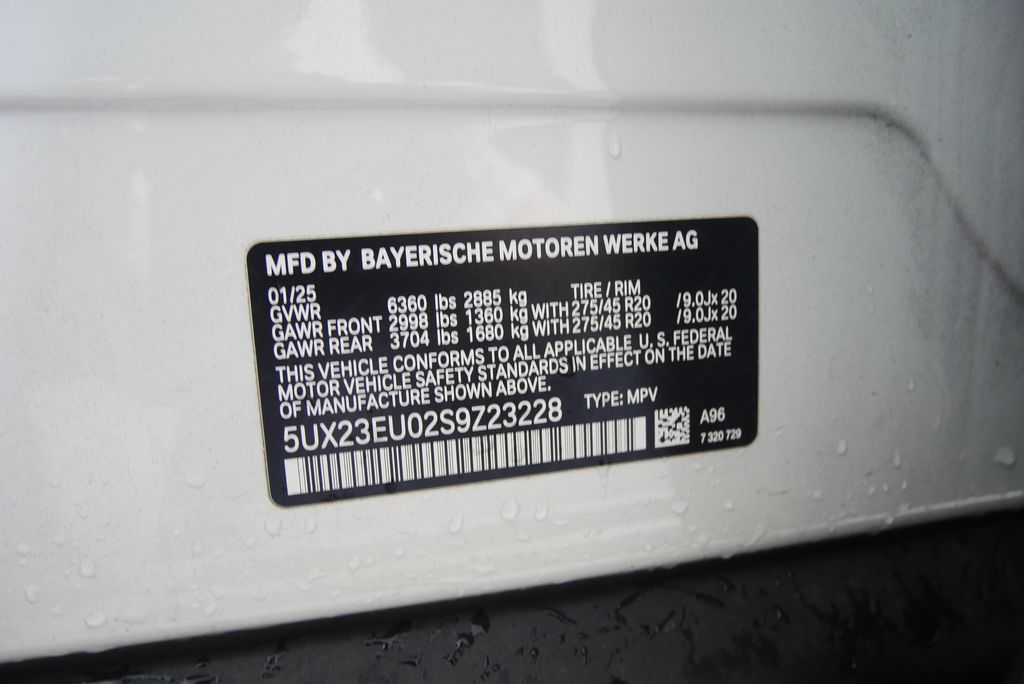 MFD BY BAYERISCHE MOTOREN WERKE AG
01/25 TIRE / RIM
GVWR 6360 lbs 2885 kg
GAWR FRONT 2998 lbs 1360 kg WITH 275/45 R20 / 9.0Jx 20
GAWR REAR 3704 lbs 1680 kg WITH 275/45 R20 / 9.0Jx 20
THIS VEHICLE CONFORMS TO ALL APPLICABLE U. S. FEDERAL
MOTOR VEHICLE SAFETY STANDARDS IN EFFECT ON THE DATE
OF MANUFACTURE SHOWN ABOVE.
5UX23EU02S9Z23228 TYPE: MPV
A96
7 320 729